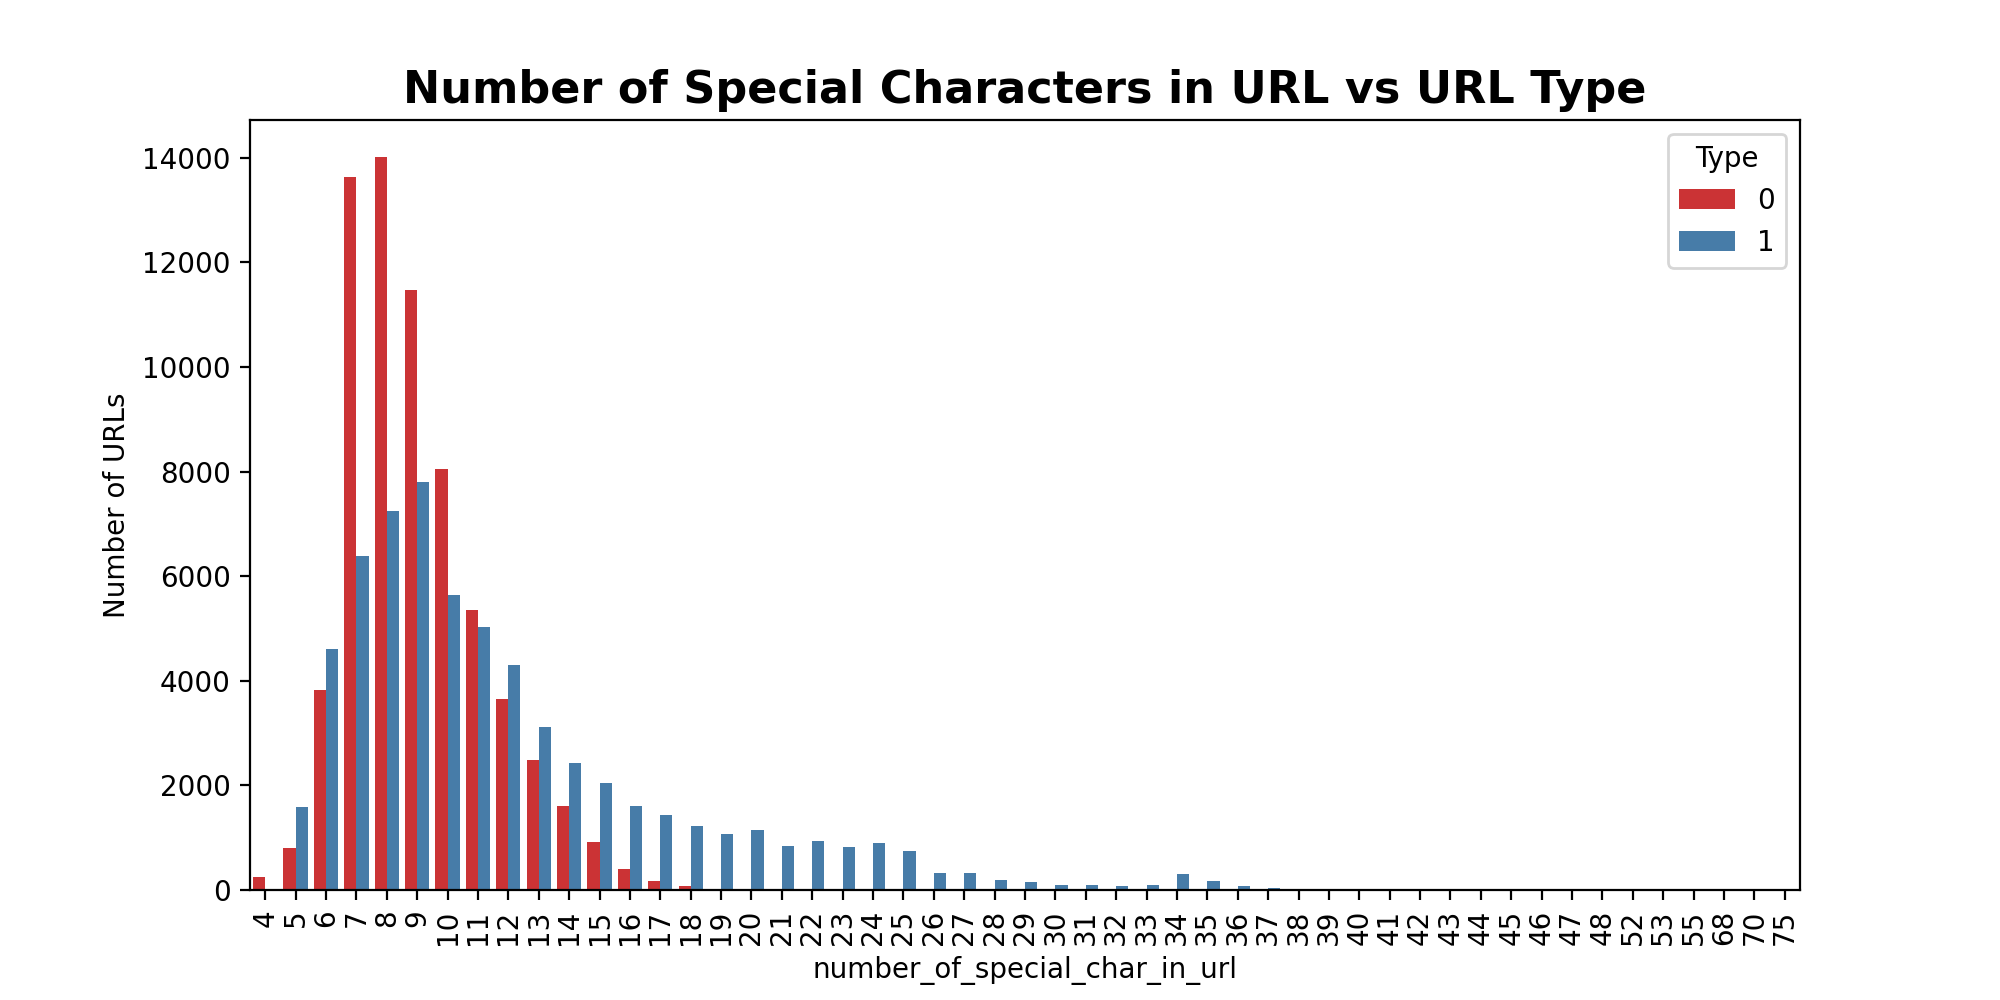 Number of Special Characters in URL vs URL Type
Type
0
1
14000
12000
10000
8000
6000
4000
2000
0
Number of URLs
4 5 6 7 8 9 10 11 12 13 14 15 16 17 18 19 20 21 22 23 24 25 26 27 28 29 30 31 32 33 34 35 36 37 38 39 40 41 42 43 44 45 46 47 48 52 53 55 68 70 75
number_of_special_char_in_url